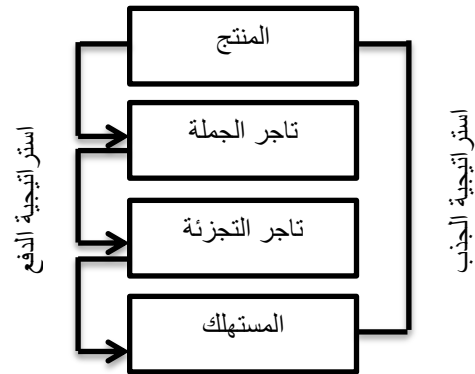 المنتج
تاجر الجملة
تاجر التجزئة
المستهلك
استراتيجية الجذب
استراتيجية الدفع